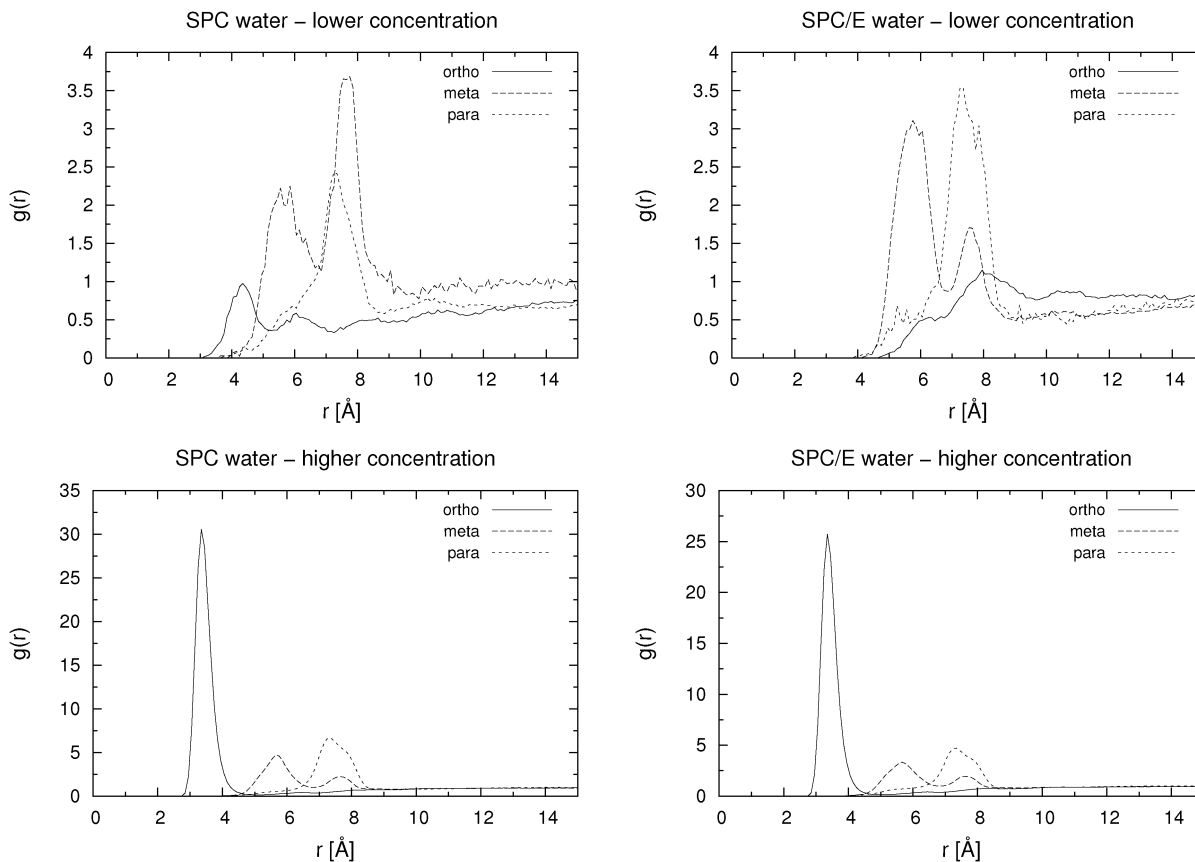 SPC water – lower concentration
4
3.5
3
2.5
2
1.5
1
0.5
0
g(r)
ortho
meta
para
0 2 4 6 8 10 12 14
r [Å]
SPC/E water – lower concentration
4
3.5
3
2.5
2
1.5
1
0.5
0
g(r)
ortho
meta
para
0 2 4 6 8 10 12 14
r [Å]
SPC water – higher concentration
35
30
25
20
15
10
5
0
g(r)
ortho
meta
para
0 2 4 6 8 10 12 14
r [Å]
SPC/E water – higher concentration
30
25
20
15
10
5
0
g(r)
ortho
meta
para
0 2 4 6 8 10 12 14
r [Å]